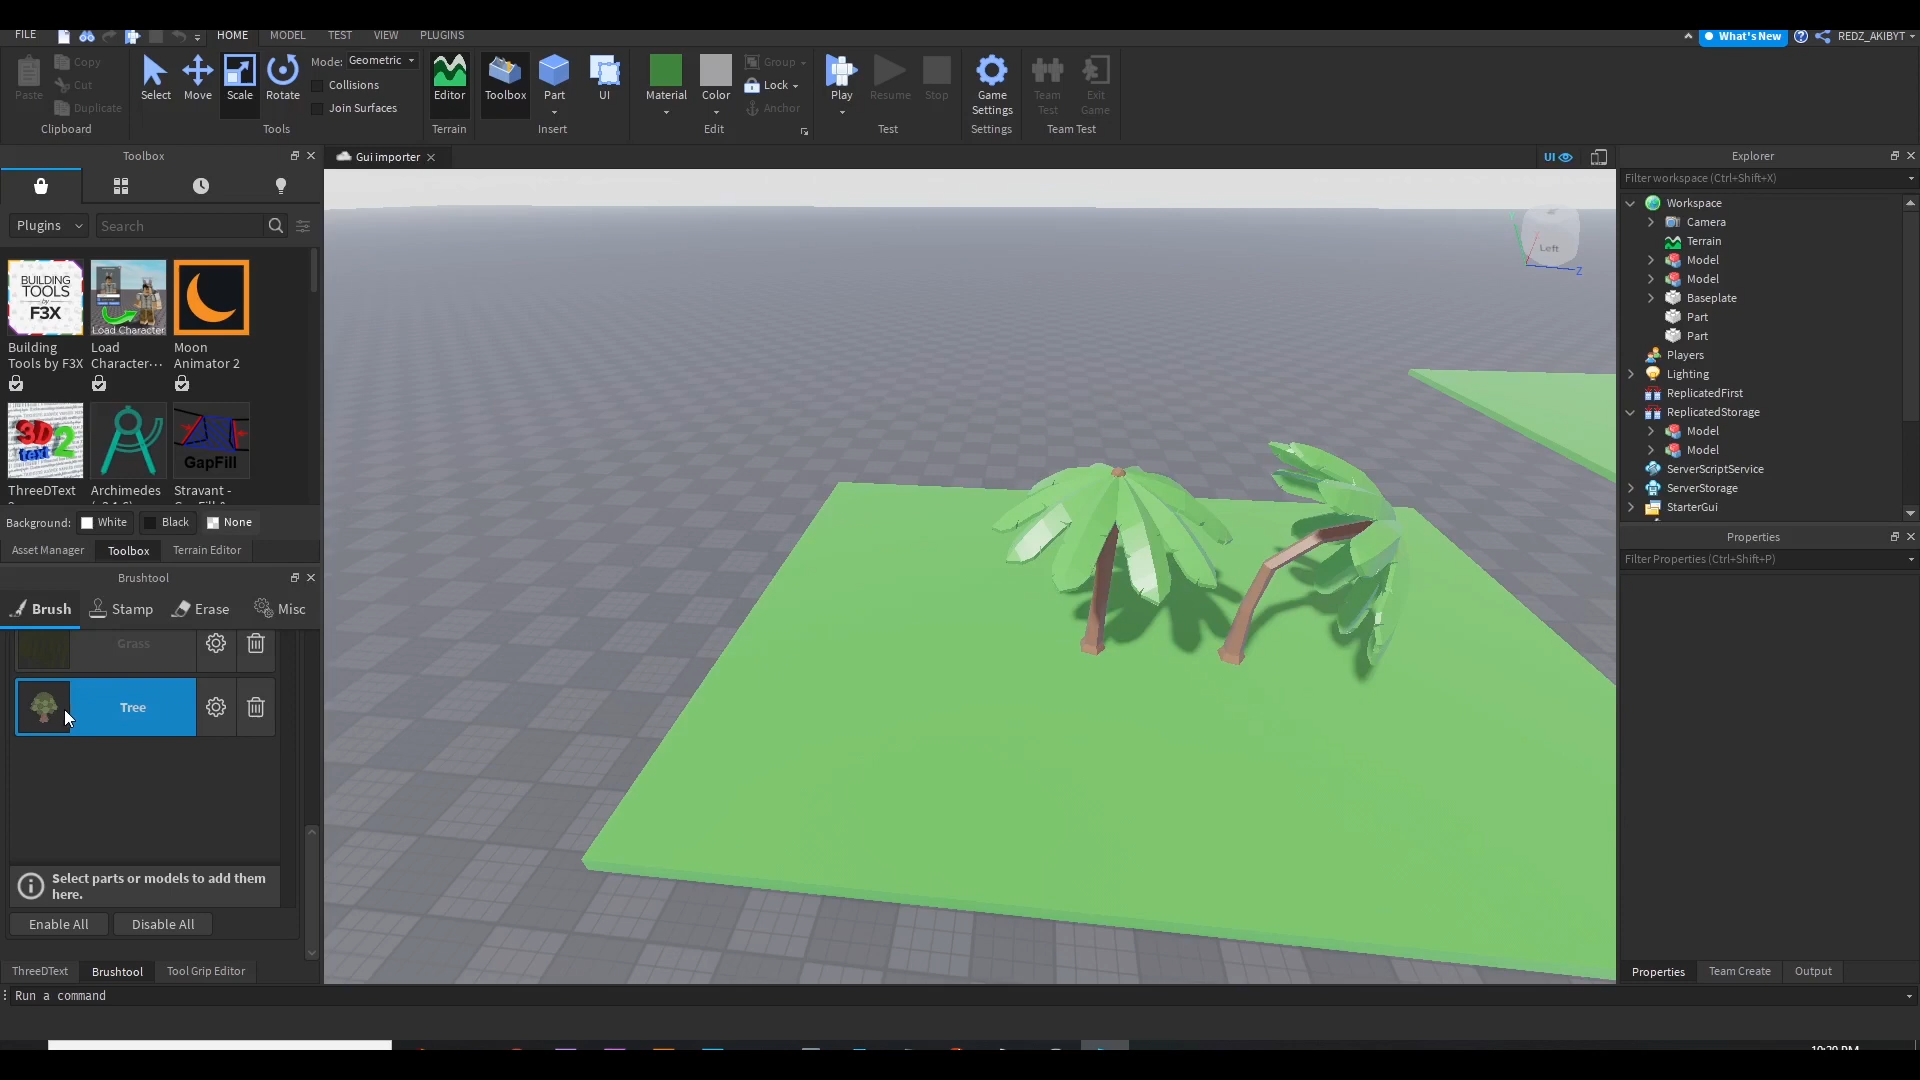 FILE
HOME
MODEL
TEST
VIEW
PLUGINS
What's New
REDZ_AKIBYT
Paste
Copy
Cut
Duplicate
Clipboard
Select
Move
Scale
Rotate
Mode: Geometric
Collisions
Join Surfaces
Tools
Editor
Terrain
Toolbox
Part
UI
Insert
Material
Color
Group
Lock
Anchor
Edit
Play
Resume
Stop
Test
Game
Settings
Settings
Team
Test
Exit
Game
Team Test
Toolbox
Plugins
Search
BUILDING
TOOLS
by
F3X
Load Character
Building
Tools by F3X
Load
Character···
Moon
Animator 2
3D
text
2
GapFill
ThreeDText
Archimedes
Stravant -
Background:
White
Black
None
Asset Manager
Toolbox
Terrain Editor
Brushtool
Brush
Stamp
Erase
Misc
Grass
Tree
Select parts or models to add them
here.
Enable All
Disable All
ThreeDText
Brushtool
Tool Grip Editor
Run a command
Gui importer
UI
Left
Z
Explorer
Filter workspace (Ctrl+Shift+X)
Workspace
Camera
Terrain
Model
Model
Baseplate
Part
Part
Players
Lighting
ReplicatedFirst
ReplicatedStorage
Model
Model
ServerScriptService
ServerStorage
StarterGui
Properties
Filter Properties (Ctrl+Shift+P)
Properties
Team Create
Output